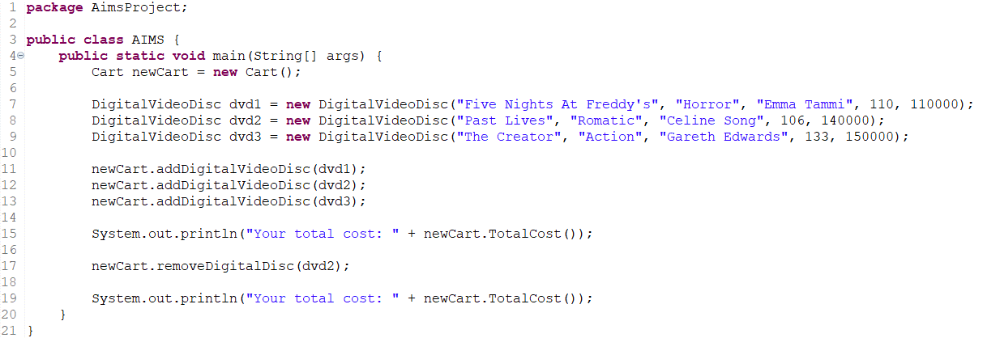 1 package AimsProject;
2
3 public class AIMS {
4 public static void main(String[] args) {
5 Cart newCart = new Cart();
6
7 DigitalVideoDisc dvd1 = new DigitalVideoDisc("Five Nights At Freddy's", "Horror", "Emma Tammi", 110, 110000);
8 DigitalVideoDisc dvd2 = new DigitalVideoDisc("Past Lives", "Romatic", "Celine Song", 106, 140000);
9 DigitalVideoDisc dvd3 = new DigitalVideoDisc("The Creator", "Action", "Gareth Edwards", 133, 150000);
10
11 newCart.addDigitalVideoDisc(dvd1);
12 newCart.addDigitalVideoDisc(dvd2);
13 newCart.addDigitalVideoDisc(dvd3);
14
15 System.out.println("Your total cost: " + newCart.TotalCost());
16
17 newCart.removeDigitalDisc(dvd2);
18
19 System.out.println("Your total cost: " + newCart.TotalCost());
20 }
21 }